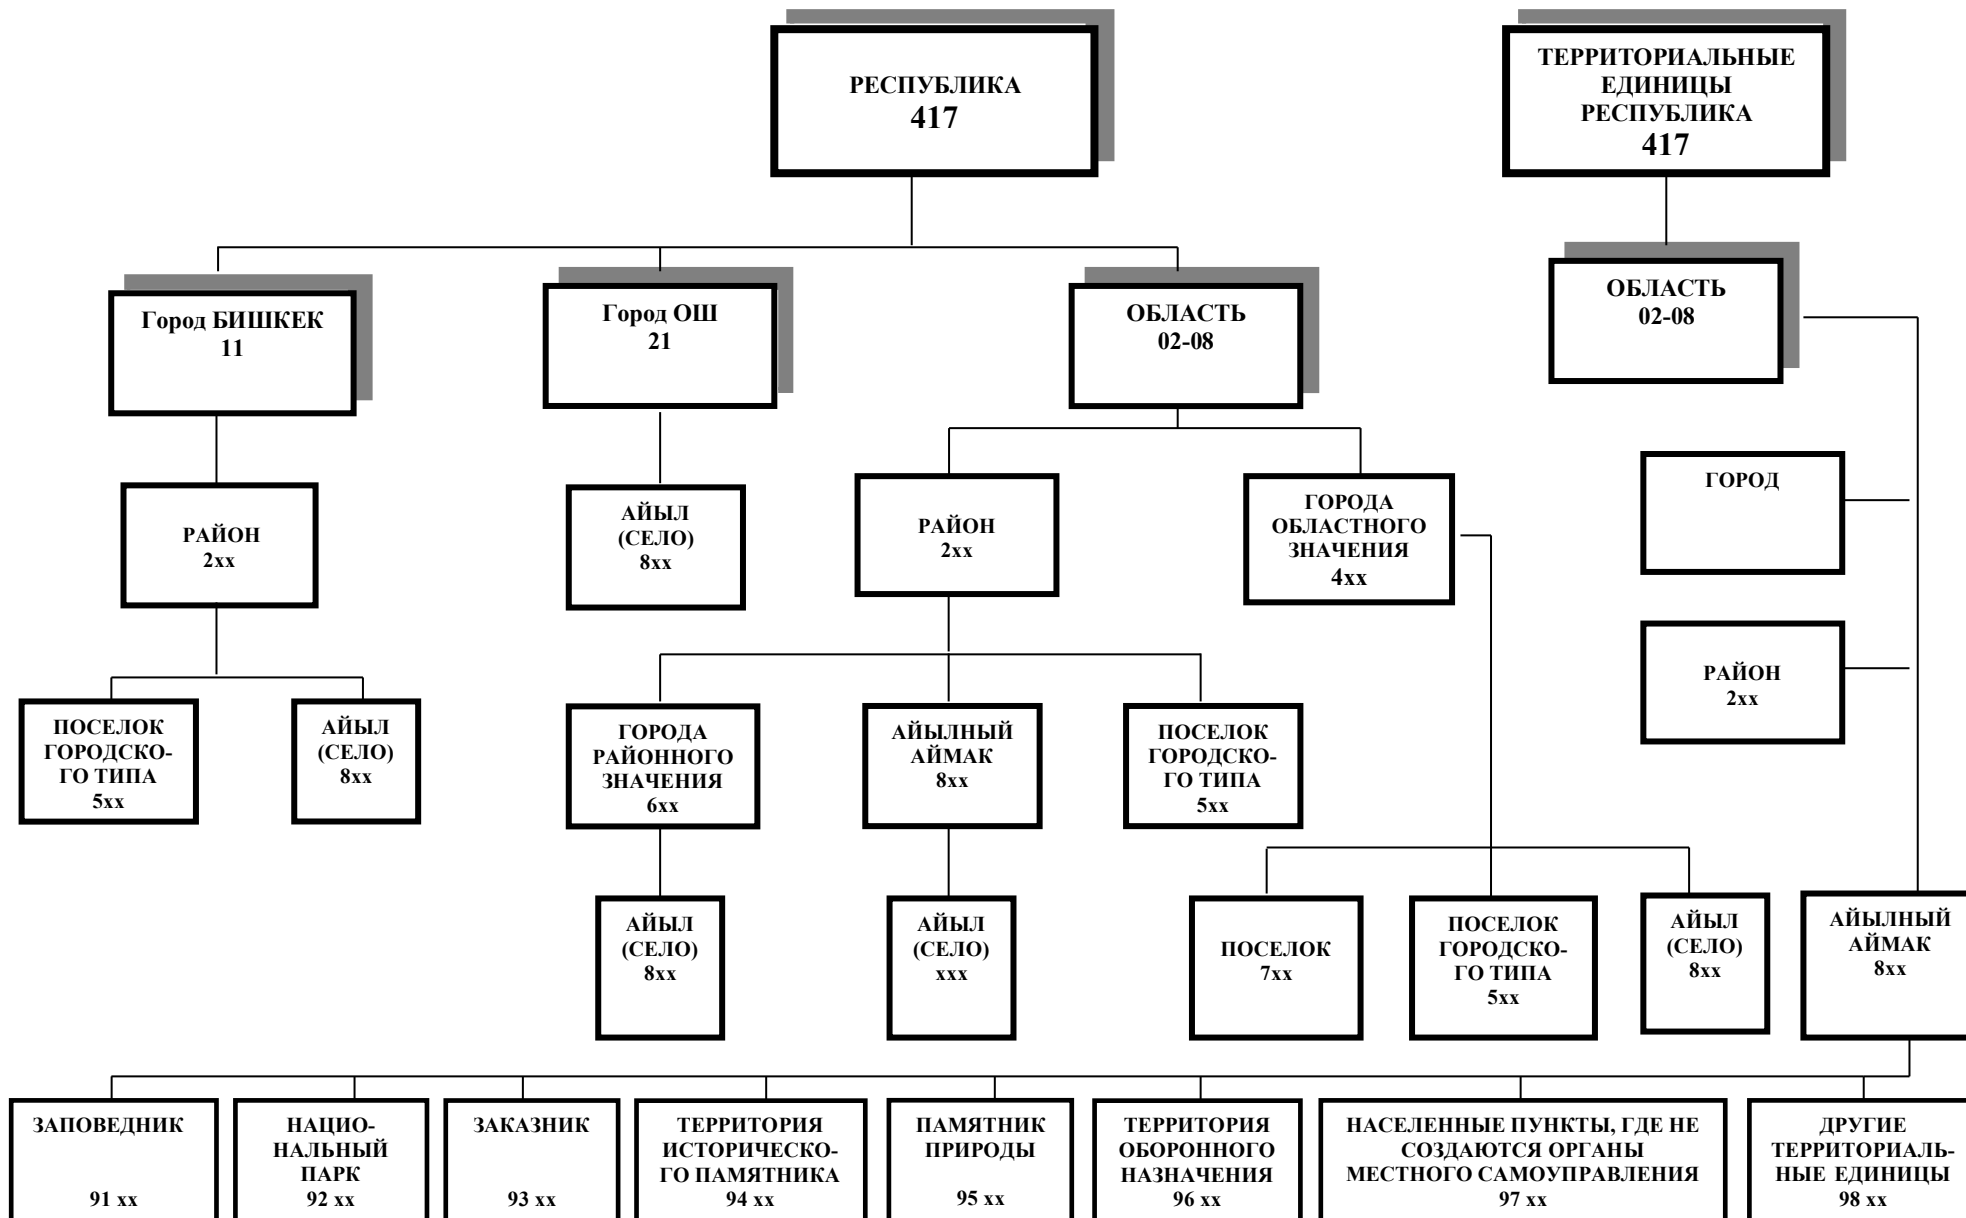 РЕСПУБЛИКА
417
ТЕРРИТОРИАЛЬНЫЕ
ЕДИНИЦЫ
РЕСПУБЛИКА
417
Город БИШКЕК
11
Город ОШ
21
ОБЛАСТЬ
02-08
ОБЛАСТЬ
02-08
РАЙОН
2хх
АЙЫЛ
(СЕЛО)
8хх
РАЙОН
2хх
ГОРОДА
ОБЛАСТНОГО
ЗНАЧЕНИЯ
4хх
ГОРОД
РАЙОН
2хх
ПОСЕЛОК
ГОРОДСКО-
ГО ТИПА
5хх
АЙЫЛ
(СЕЛО)
8хх
ГОРОДА
РАЙОННОГО
ЗНАЧЕНИЯ
6хх
АЙЫЛНЫЙ
АЙМАК
8хх
ПОСЕЛОК
ГОРОДСКО-
ГО ТИПА
5хх
АЙЫЛ
(СЕЛО)
8хх
АЙЫЛ
(СЕЛО)
ххх
ПОСЕЛОК
7хх
ПОСЕЛОК
ГОРОДСКО-
ГО ТИПА
5хх
АЙЫЛ
(СЕЛО)
8хх
АЙЫЛНЫЙ
АЙМАК
8хх
ЗАПОВЕДНИК
91 хх
НАЦИО-
НАЛЬНЫЙ
ПАРК
92 хх
ЗАКАЗНИК
93 хх
ТЕРРИТОРИЯ
ИСТОРИЧЕСКО-
ГО ПАМЯТНИКА
94 хх
ПАМЯТНИК
ПРИРОДЫ
95 хх
ТЕРРИТОРИЯ
ОБОРОННОГО
НАЗНАЧЕНИЯ
96 хх
НАСЕЛЕННЫЕ ПУНКТЫ, ГДЕ НЕ
СОЗДАЮТСЯ ОРГАНЫ
МЕСТНОГО САМОУПРАВЛЕНИЯ
97 хх
ДРУГИЕ
ТЕРРИТОРИАЛЬ-
НЫЕ ЕДИНИЦЫ
98 хх